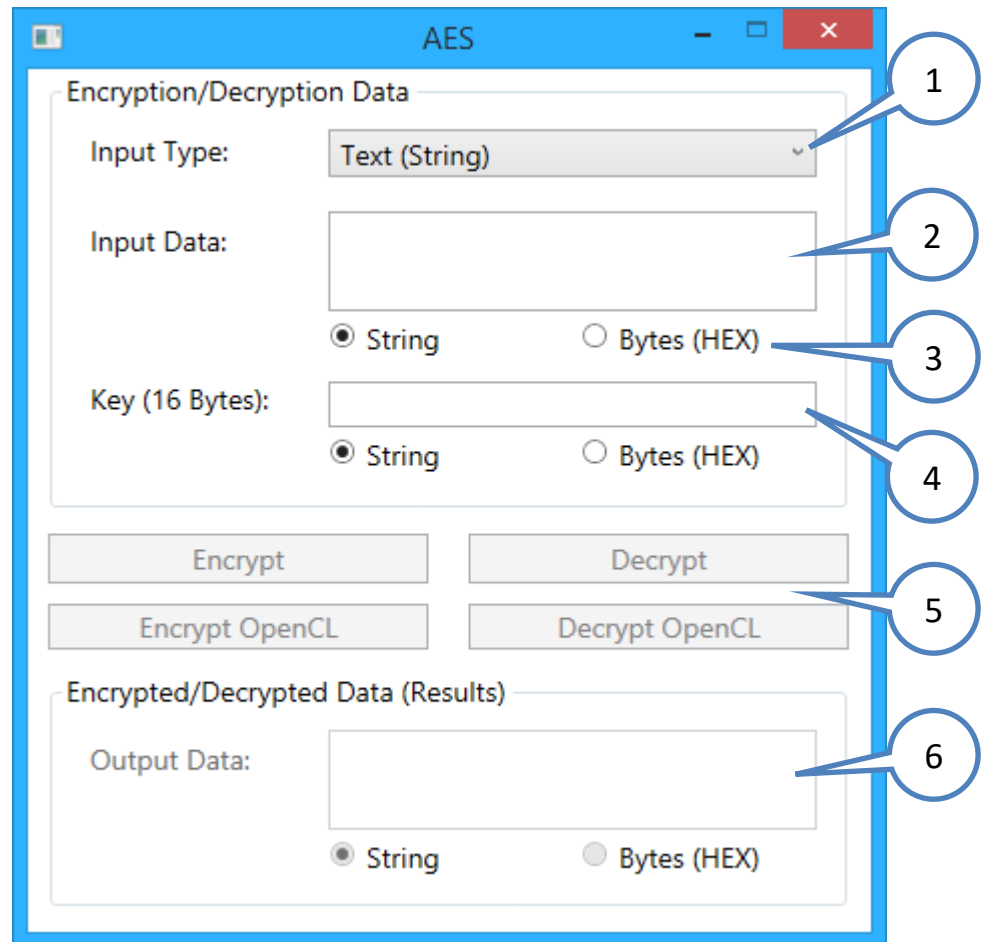 AES
1
Encryption/Decryption Data
Input Type:
Text (String)
Input Data:
2
String
Bytes (HEX)
3
Key (16 Bytes):
String
Bytes (HEX)
4
Encrypt
Decrypt
5
Encrypt OpenCL
Decrypt OpenCL
Encrypted/Decrypted Data (Results)
Output Data:
6
String
Bytes (HEX)